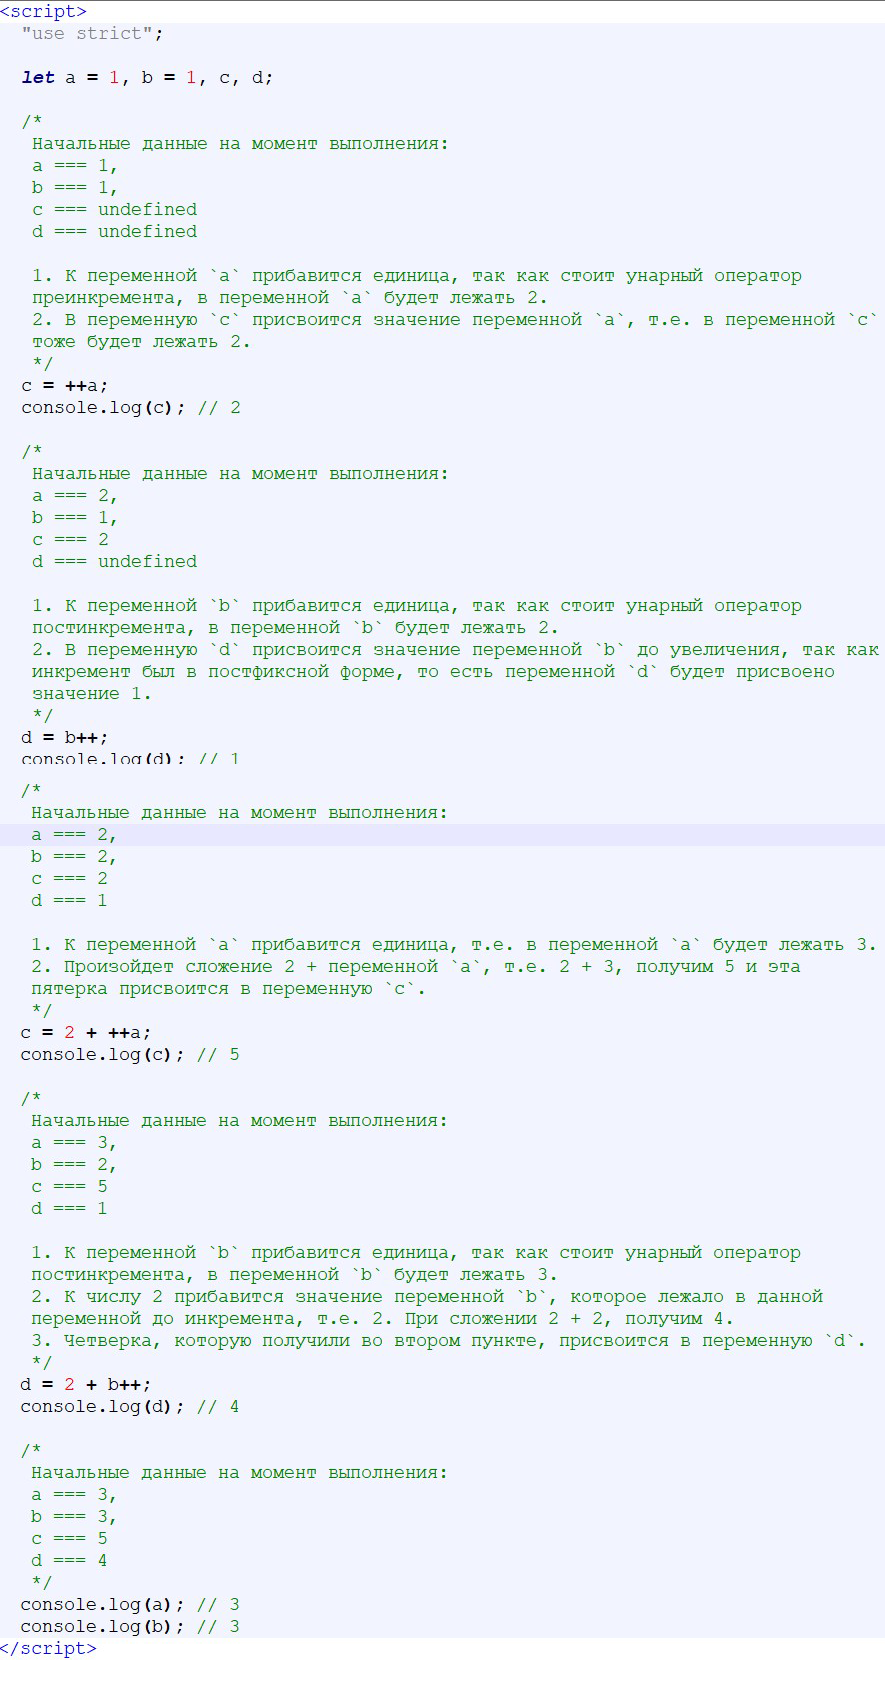 <script>
"use strict";
let a = 1, b = 1, c, d;
/*
Начальные данные на момент выполнения:
a === 1,
b === 1,
c === undefined
d === undefined
1. К переменной `a` прибавится единица, так как стоит унарный оператор
преинкремента, в переменной `a` будет лежать 2.
2. В переменную `c` присвоится значение переменной `a`, т.е. в переменной `c`
тоже будет лежать 2.
*/
c = ++a;
console.log(c); // 2
/*
Начальные данные на момент выполнения:
a === 2,
b === 1,
c === 2
d === undefined
1. К переменной `b` прибавится единица, так как стоит унарный оператор
постинкремента, в переменной `b` будет лежать 2.
2. В переменную `d` присвоится значение переменной `b` до увеличения, так как
инкремент был в постфиксной форме, то есть переменной `d` будет присвоено
значение 1.
*/
d = b++;
console.log(d); // 1
/*
Начальные данные на момент выполнения:
a === 2,
b === 2,
c === 2
d === 1
1. К переменной `a` прибавится единица, т.е. в переменной `a` будет лежать 3.
2. Произойдет сложение 2 + переменной `a`, т.е. 2 + 3, получим 5 и эта
пятерка присвоится в переменную `c`.
*/
c = 2 + ++a;
console.log(c); // 5
/*
Начальные данные на момент выполнения:
a === 3,
b === 2,
c === 5
d === 1
1. К переменной `b` прибавится единица, так как стоит унарный оператор
постинкремента, в переменной `b` будет лежать 3.
2. К числу 2 прибавится значение переменной `b`, которое лежало в данной
переменной до инкремента, т.е. 2. При сложении 2 + 2, получим 4.
3. Четверка, которую получили во втором пункте, присвоится в переменную `d`.
*/
d = 2 + b++;
console.log(d); // 4
/*
Начальные данные на момент выполнения:
a === 3,
b === 3,
c === 5
d === 4
*/
console.log(a); // 3
console.log(b); // 3
</script>